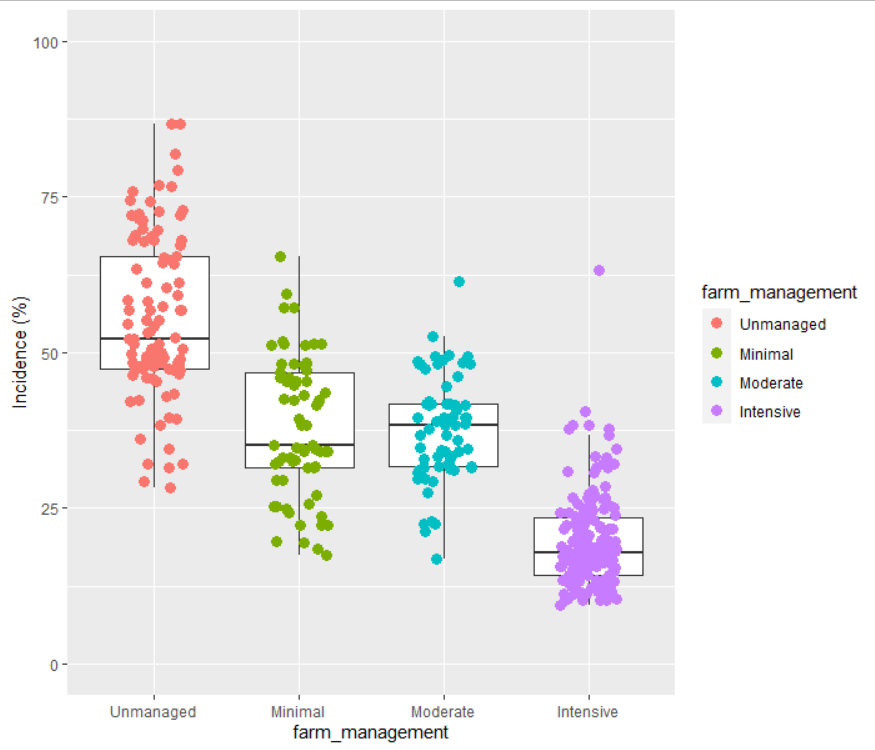 Incidence (%)
100
75
50
25
0
Unmanaged Minimal Moderate Intensive
farm_management
farm_management
Unmanaged
Minimal
Moderate
Intensive